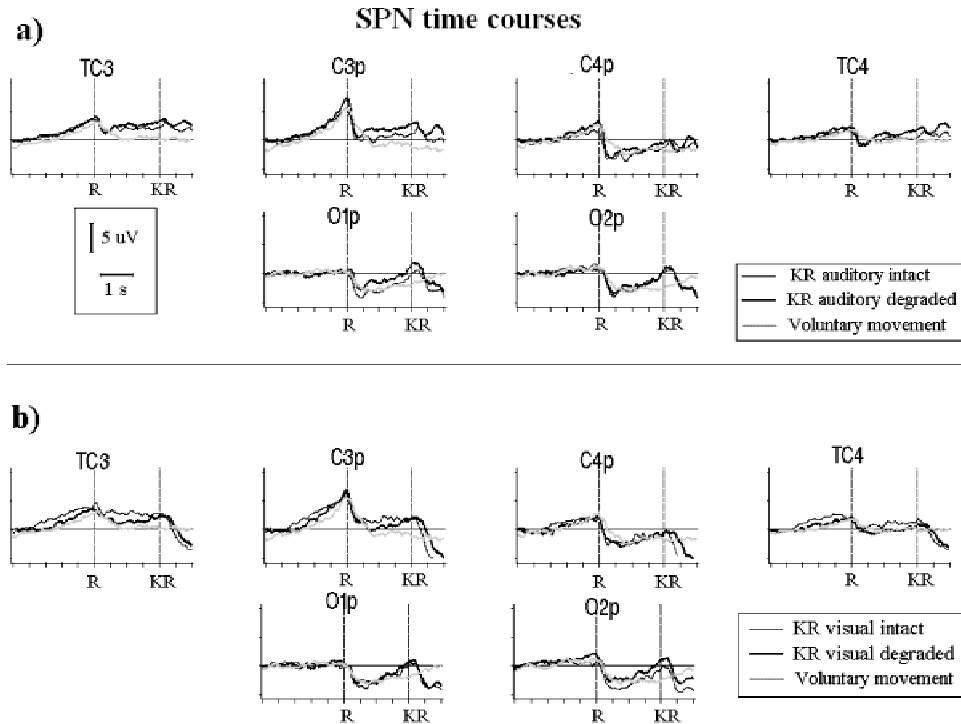 SPN time courses
a)
TC3
C3p
C4p
TC4
R KR
R KR
R KR
R KR
O1p
O2p
5 uV
1 s
R KR
R KR
KR auditory intact
KR auditory degraded
Voluntary movement
b)
TC3
C3p
C4p
TC4
R KR
R KR
R KR
R KR
O1p
O2p
R KR
R KR
KR visual intact
KR visual degraded
Voluntary movement